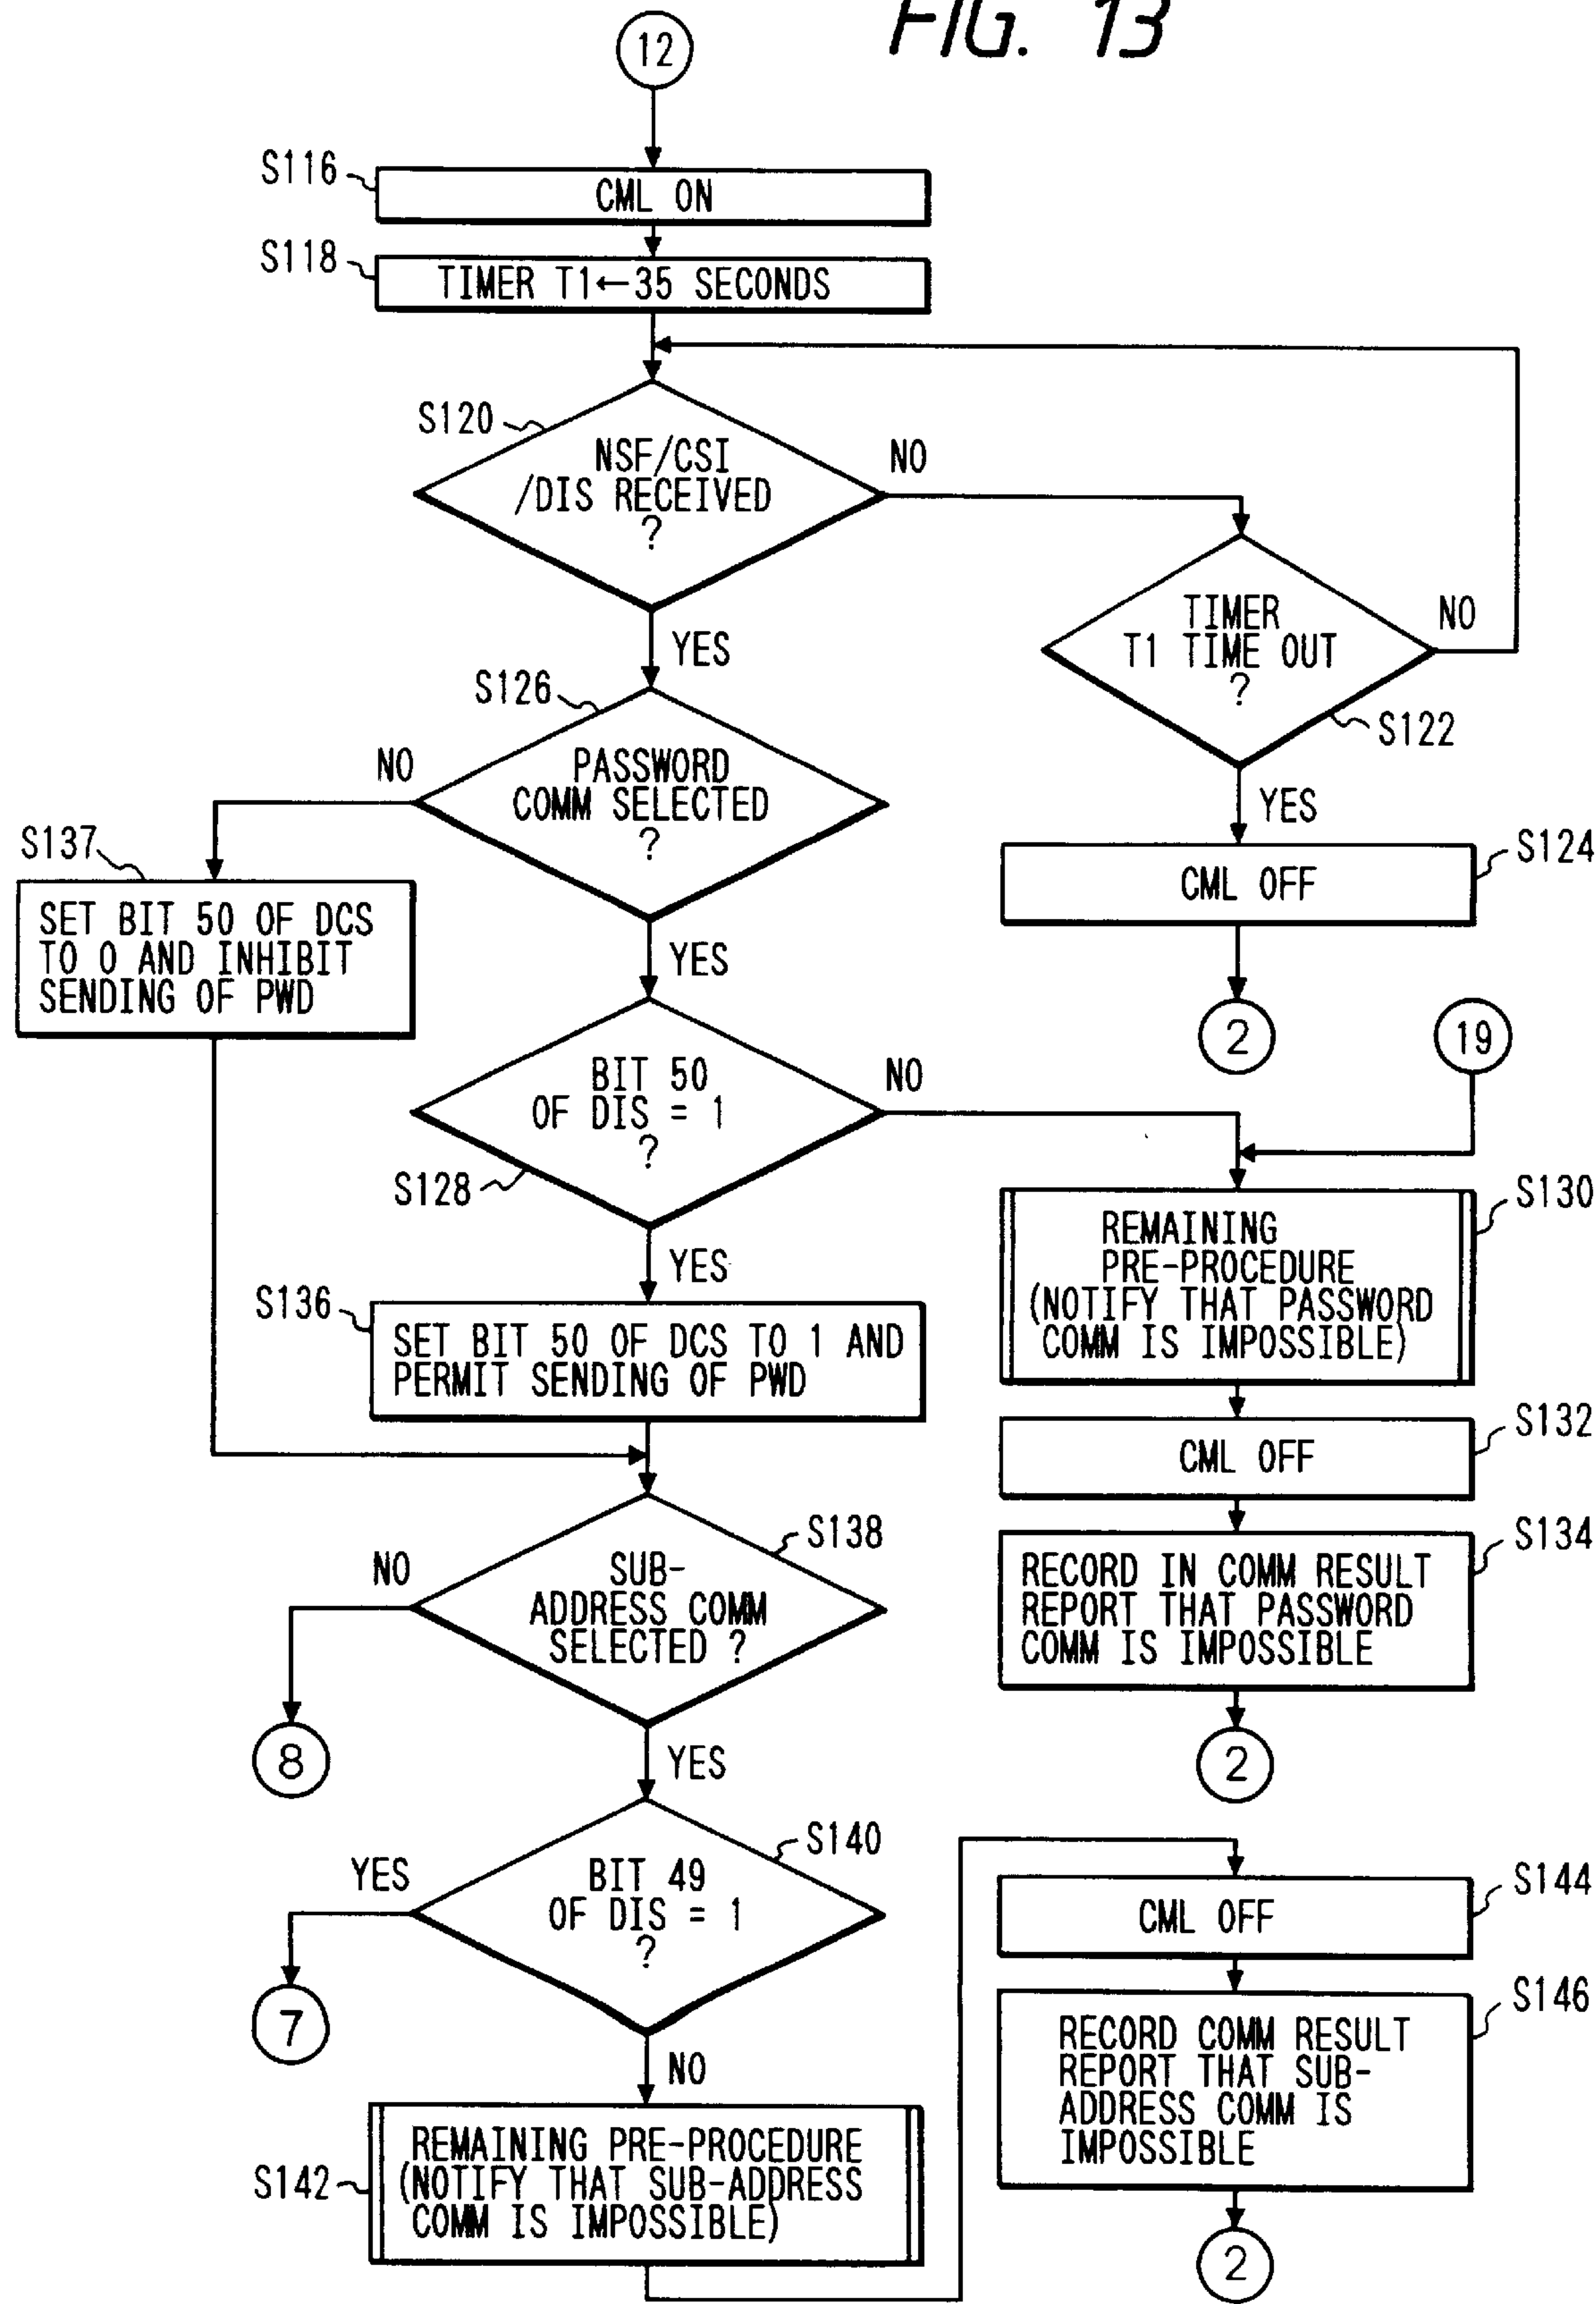 FIG. 13
12
S116
CML ON
S118
TIMER T1←35 SECONDS
S120
NSF/CSI
/DIS RECEIVED
?
NO
YES
TIMER
T1 TIME OUT
?
NO
S122
YES
S124
CML OFF
2
S126
PASSWORD
COMM SELECTED
?
NO
YES
S137
SET BIT 50 OF DCS
TO 0 AND INHIBIT
SENDING OF PWD
BIT 50
OF DIS = 1
?
NO
S128
YES
19
S130
REMAINING
PRE-PROCEDURE
(NOTIFY THAT PASSWORD
COMM IS IMPOSSIBLE)
S132
CML OFF
S134
RECORD IN COMM RESULT
REPORT THAT PASSWORD
COMM IS IMPOSSIBLE
2
S136
SET BIT 50 OF DCS TO 1 AND
PERMIT SENDING OF PWD
S138
SUB-
ADDRESS COMM
SELECTED ?
NO
8
YES
S140
BIT 49
OF DIS = 1
?
YES
7
NO
S142
REMAINING PRE-PROCEDURE
(NOTIFY THAT SUB-ADDRESS
COMM IS IMPOSSIBLE)
S144
CML OFF
S146
RECORD COMM RESULT
REPORT THAT SUB-
ADDRESS COMM IS
IMPOSSIBLE
2